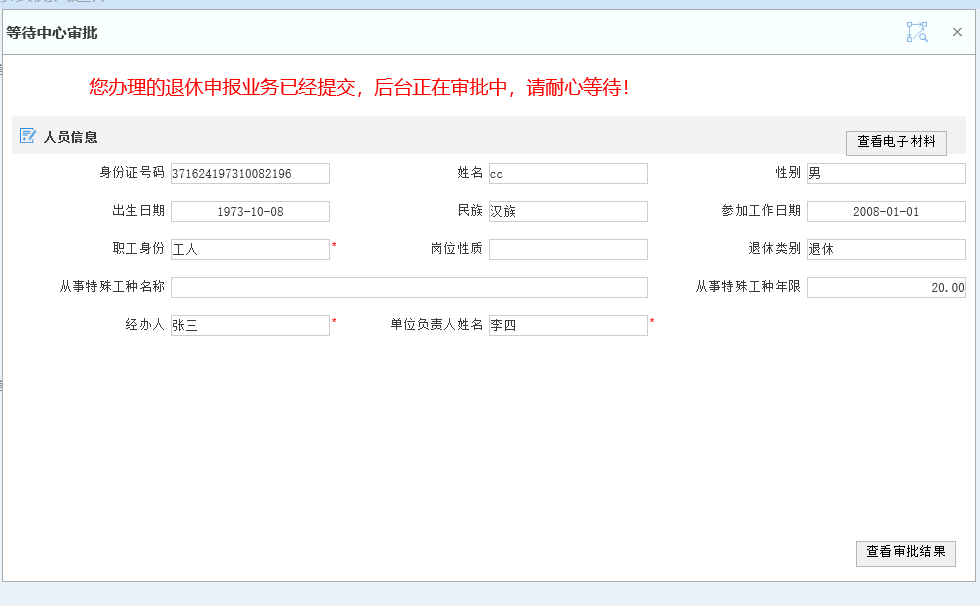 等待中心审批
您办理的退休申报业务已经提交，后台正在审批中，请耐心等待！
人员信息
查看电子材料
身份证号码 371624197310082196 姓名 cc 性别 男
出生日期 1973-10-08 民族 汉族 参加工作日期 2008-01-01
职工身份 工人 * 岗位性质 退休类别 退休
从事特殊工种名称 从事特殊工种年限 20.00
经办人 张三 * 单位负责人姓名 李四 *
查看审批结果